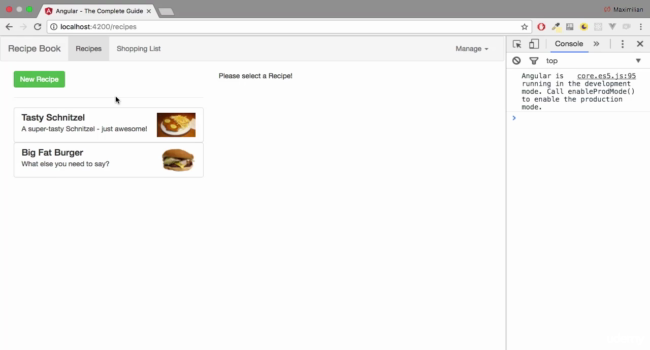 Angular - The Complete Guide
Maximilian
localhost:4200/recipes
Recipe Book
Recipes
Shopping List
Manage
New Recipe
Please select a Recipe!
Tasty Schnitzel
A super-tasty Schnitzel - just awesome!
Big Fat Burger
What else you need to say?
Console
top
Angular is core.es5.js:95
running in the development
mode. Call enableProdMode()
to enable the production
mode.